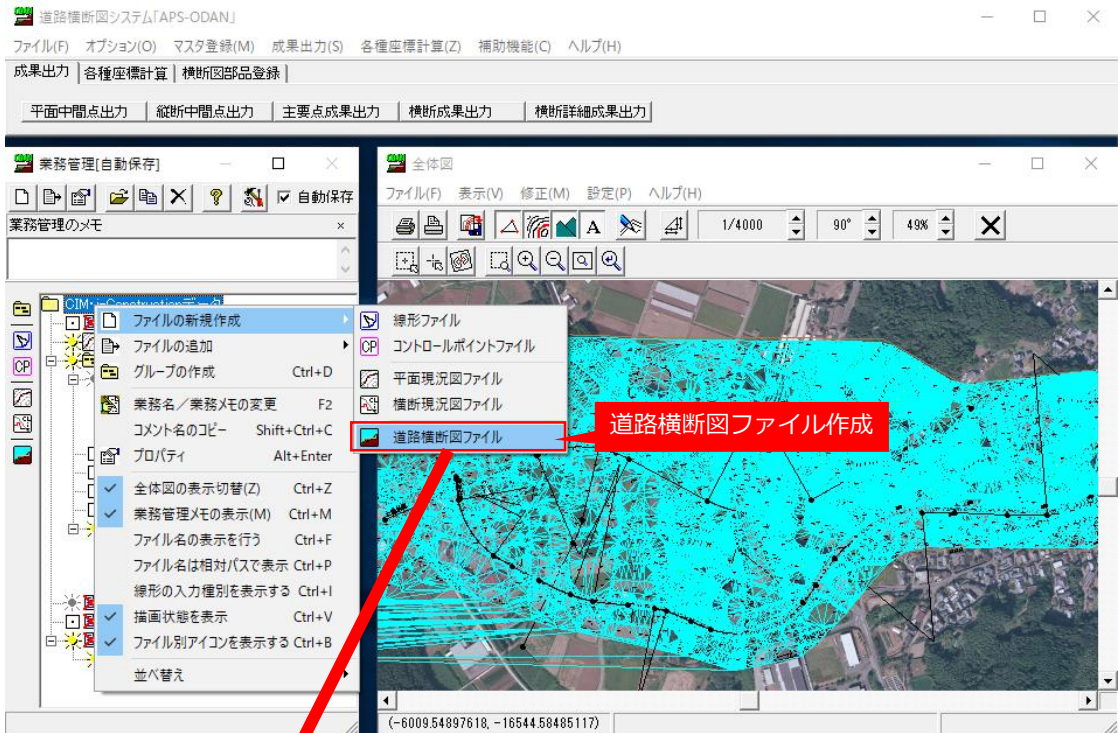 道路横断図システム「APS-ODAN」
ファイル(F) オプション(O) マスタ登録(M) 成果出力(S) 各種座標計算(Z) 補助機能(C) ヘルプ(H)
成果出力 各種座標計算 横断図部品登録
平面中間点出力 縦断中間点出力 主要点成果出力 横断成果出力 横断詳細成果出力
業務管理[自動保存]
自動保存
業務管理のメモ
全体図
ファイル(F) 表示(V) 修正(M) 設定(P) ヘルプ(H)
A 1/4000 90° 49%
CP
ファイルの新規作成
ファイルの追加
グループの作成 Ctrl+D
業務名/業務メモの変更 F2
コメント名のコピー Shift+Ctrl+C
プロパティ Alt+Enter
全体図の表示切替(Z) Ctrl+Z
業務管理メモの表示(M) Ctrl+M
ファイル名の表示を行う Ctrl+F
ファイル名は相対パスで表示 Ctrl+P
線形の入力種別を表示する Ctrl+I
描画状態を表示 Ctrl+V
ファイル別アイコンを表示する Ctrl+B
並べ替え
線形ファイル
CP コントロールポイントファイル
平面現況図ファイル
横断現況図ファイル
道路横断図ファイル
道路横断図ファイル作成
(-6009.54897618, -16544.58485117)